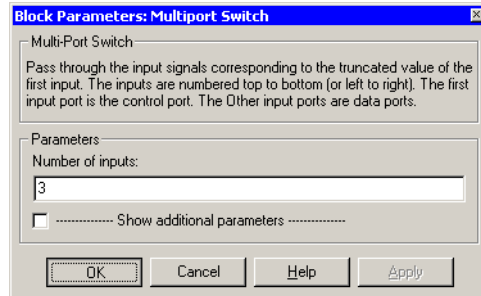 Block Parameters: Multiport Switch
Multi-Port Switch
Pass through the input signals corresponding to the truncated value of the
first input. The inputs are numbered top to bottom (or left to right). The first
input port is the control port. The Other input ports are data ports.
Parameters
Number of inputs:
3
-------------- Show additional parameters --------------
OK Cancel Help Apply